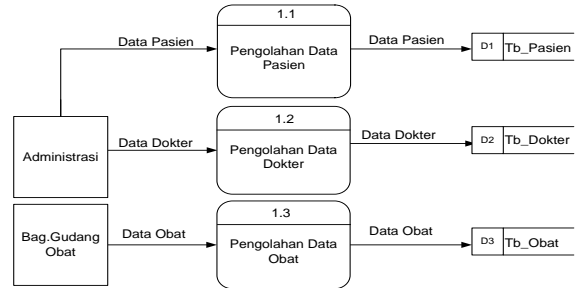 1.1
Data Pasien
Pengolahan Data
Pasien
Data Pasien
D1 Tb_Pasien
Administrasi
Data Dokter
1.2
Pengolahan Data
Dokter
Data Dokter
D2 Tb_Dokter
Bag.Gudang
Obat
Data Obat
1.3
Pengolahan Data
Obat
Data Obat
D3 Tb_Obat